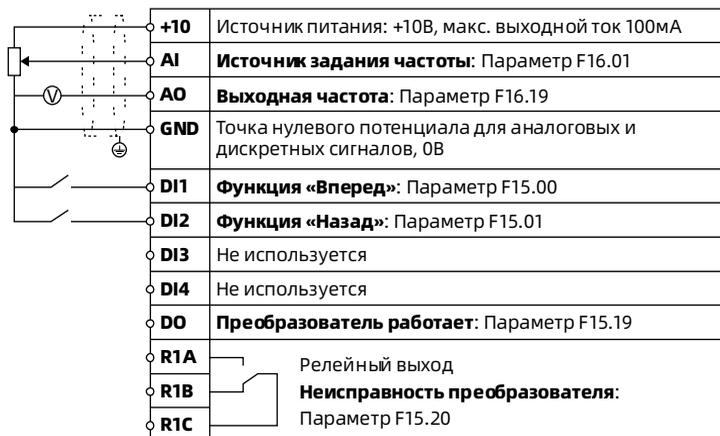 +10 Источник питания: +10В, макс. выходной ток 100мА
AI Источник задания частоты: Параметр F16.01
V
AO Выходная частота: Параметр F16.19
GND Точка нулевого потенциала для аналоговых и
дискретных сигналов, 0В
DI1 Функция «Вперед»: Параметр F15.00
DI2 Функция «Назад»: Параметр F15.01
DI3 Не используется
DI4 Не используется
DO Преобразователь работает: Параметр F15.19
R1A
Релейный выход
R1B
Неисправность преобразователя:
Параметр F15.20
R1C